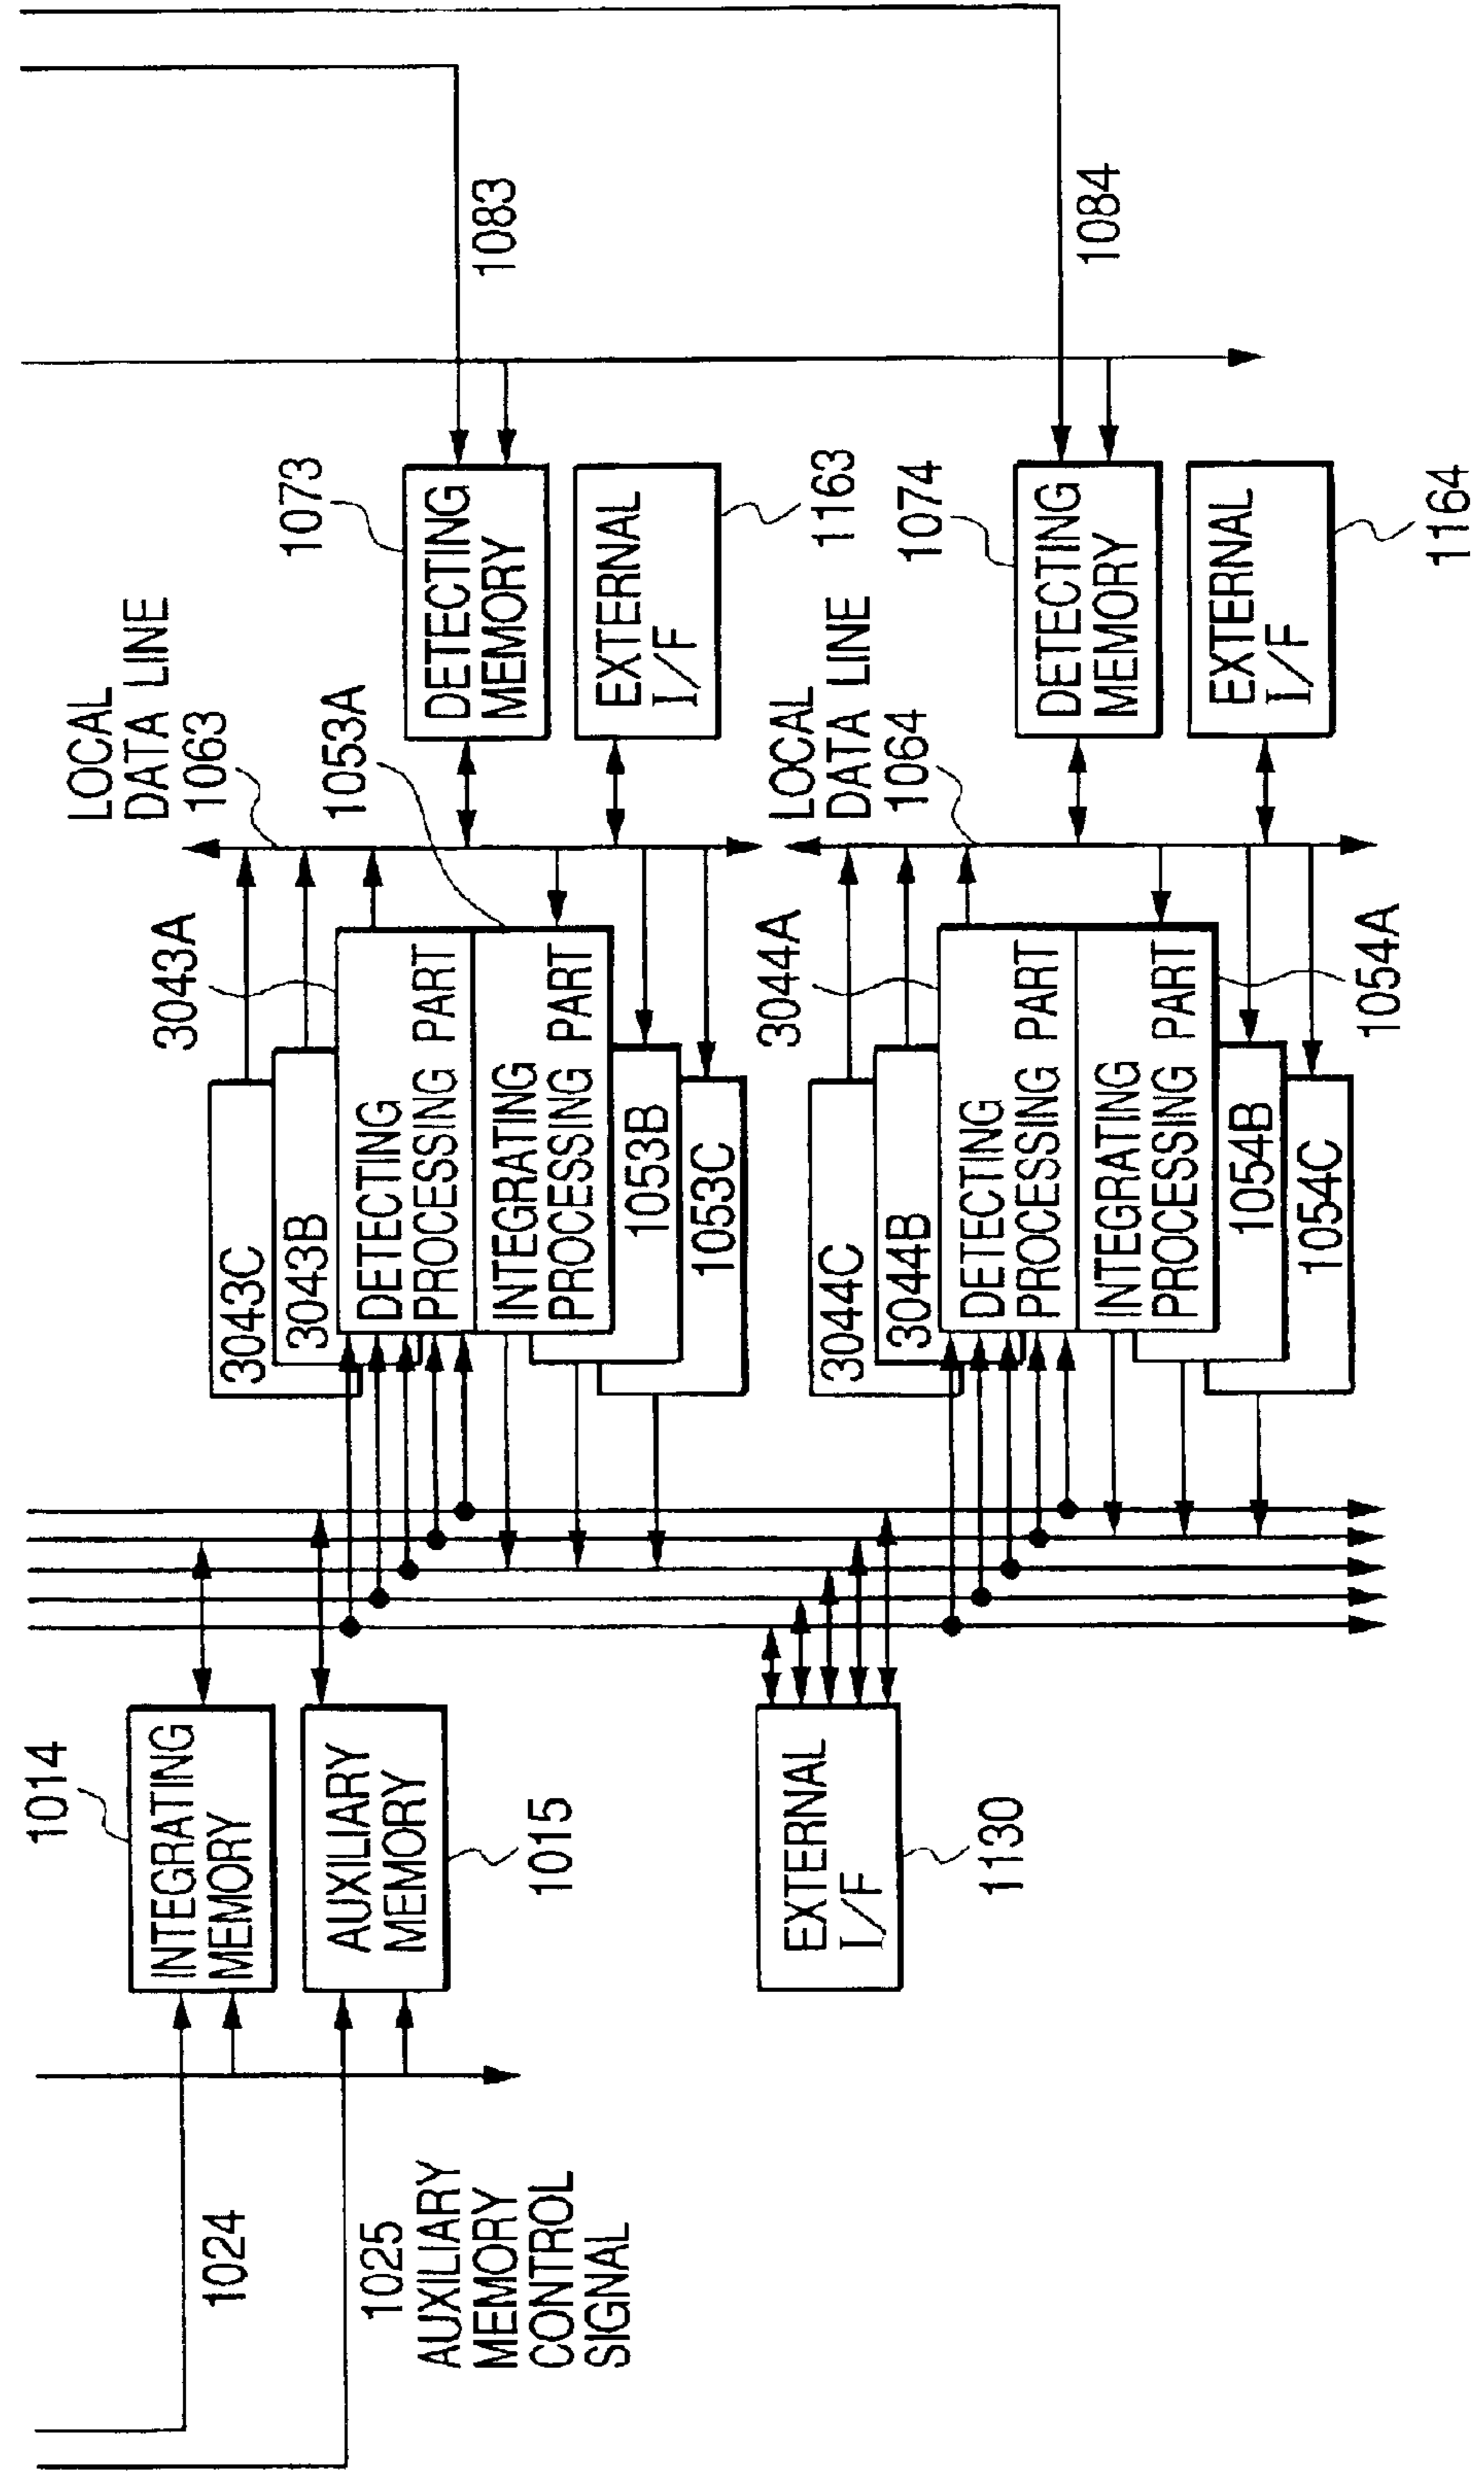 1083
1084
1073
DETECTING
MEMORY
EXTERNAL
I/F
1163
1074
DETECTING
MEMORY
EXTERNAL
I/F
1164
LOCAL
DATA LINE
1063
1053A
LOCAL
DATA LINE
1064
3043A
3043C
3043B
DETECTING
PROCESSING PART
INTEGRATING
PROCESSING PART
1053B
1053C
3044A
3044C
3044B
DETECTING
PROCESSING PART
INTEGRATING
PROCESSING PART
1054B
1054C
1054A
1014
INTEGRATING
MEMORY
AUXILIARY
MEMORY
1015
EXTERNAL
I/F
1130
1024
1025
AUXILIARY
MEMORY
CONTROL
SIGNAL